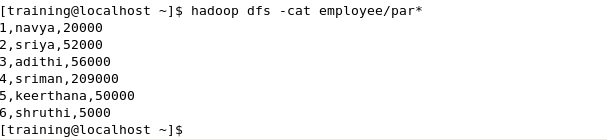 [training@localhost ~]$ hadoop dfs -cat employee/par*
1,navya,20000
2,sriya,52000
3,adithi,56000
4,sriman,209000
5,keerthana,50000
6,shruthi,5000
[training@localhost ~]$